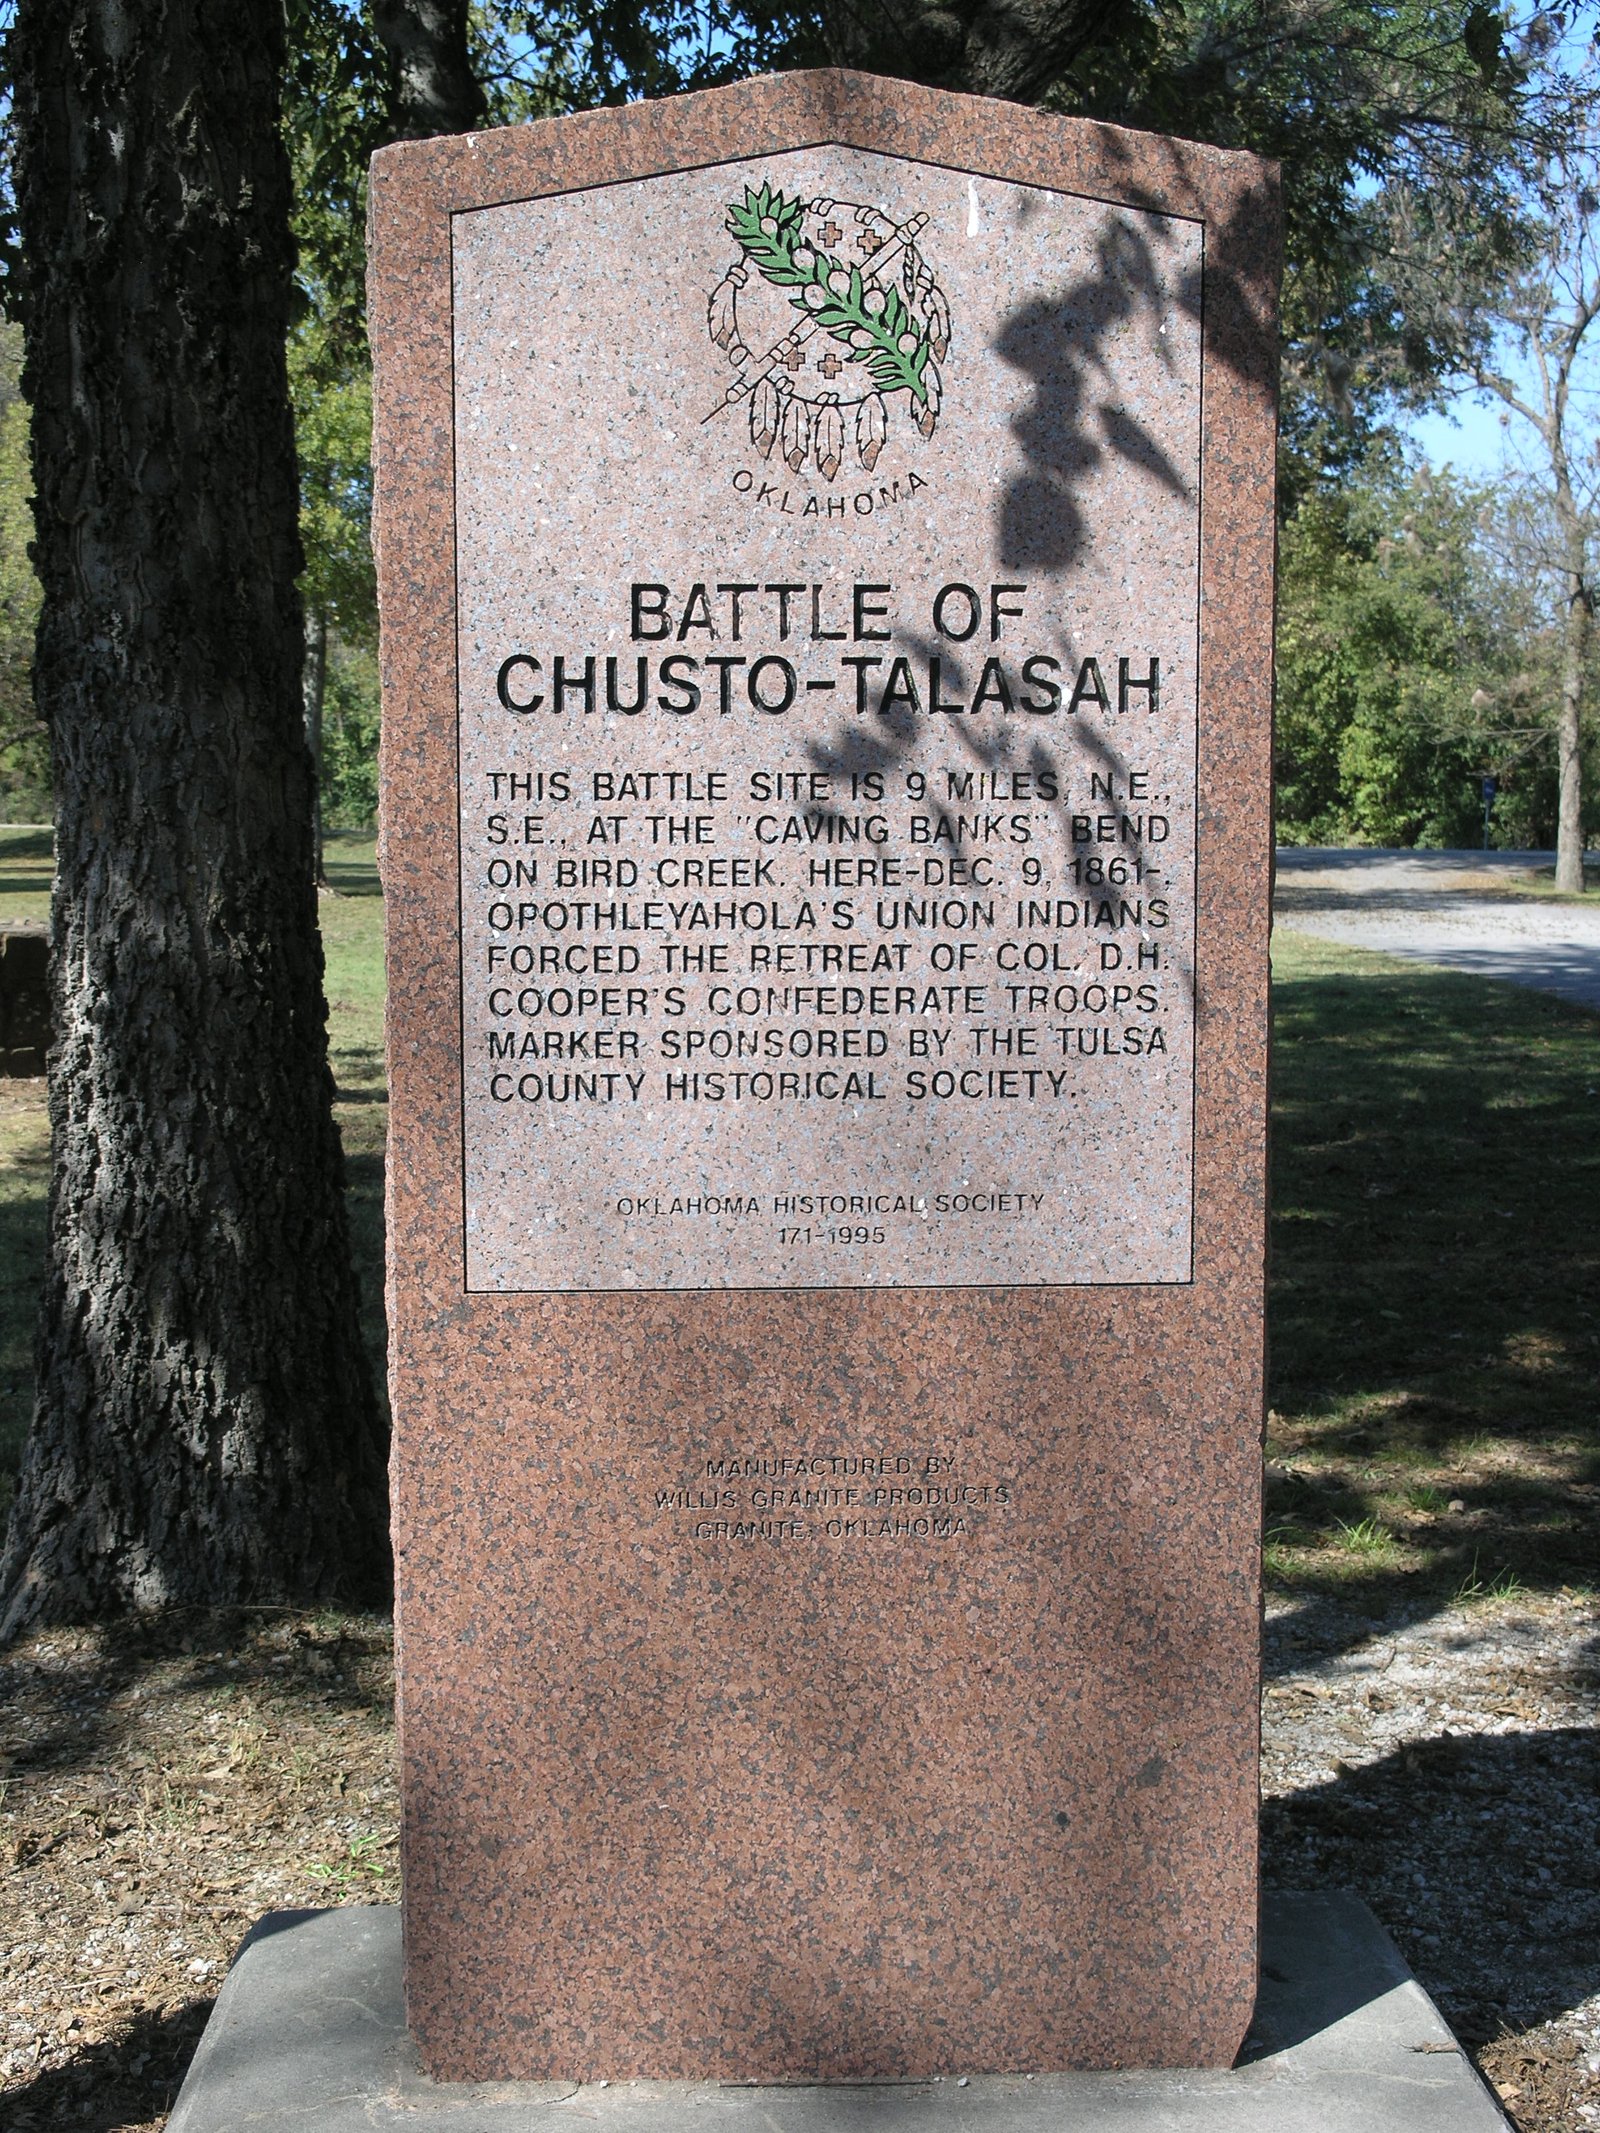 OKLAHOMA
BATTLE OF
CHUSTO-TALASAH
THIS BATTLE SITE IS 9 MILES, N.E.,
S.E., AT THE "CAVING BANKS" BEND
ON BIRD CREEK. HERE-DEC. 9, 1861-.
OPOTHLEYAHOLA'S UNION INDIANS
FORCED THE RETREAT OF COL. D.H.
COOPER'S CONFEDERATE TROOPS.
MARKER SPONSORED BY THE TULSA
COUNTY HISTORICAL SOCIETY.
OKLAHOMA HISTORICAL SOCIETY
171-1995
MANUFACTURED BY
WILLIS GRANITE PRODUCTS
GRANITE, OKLAHOMA